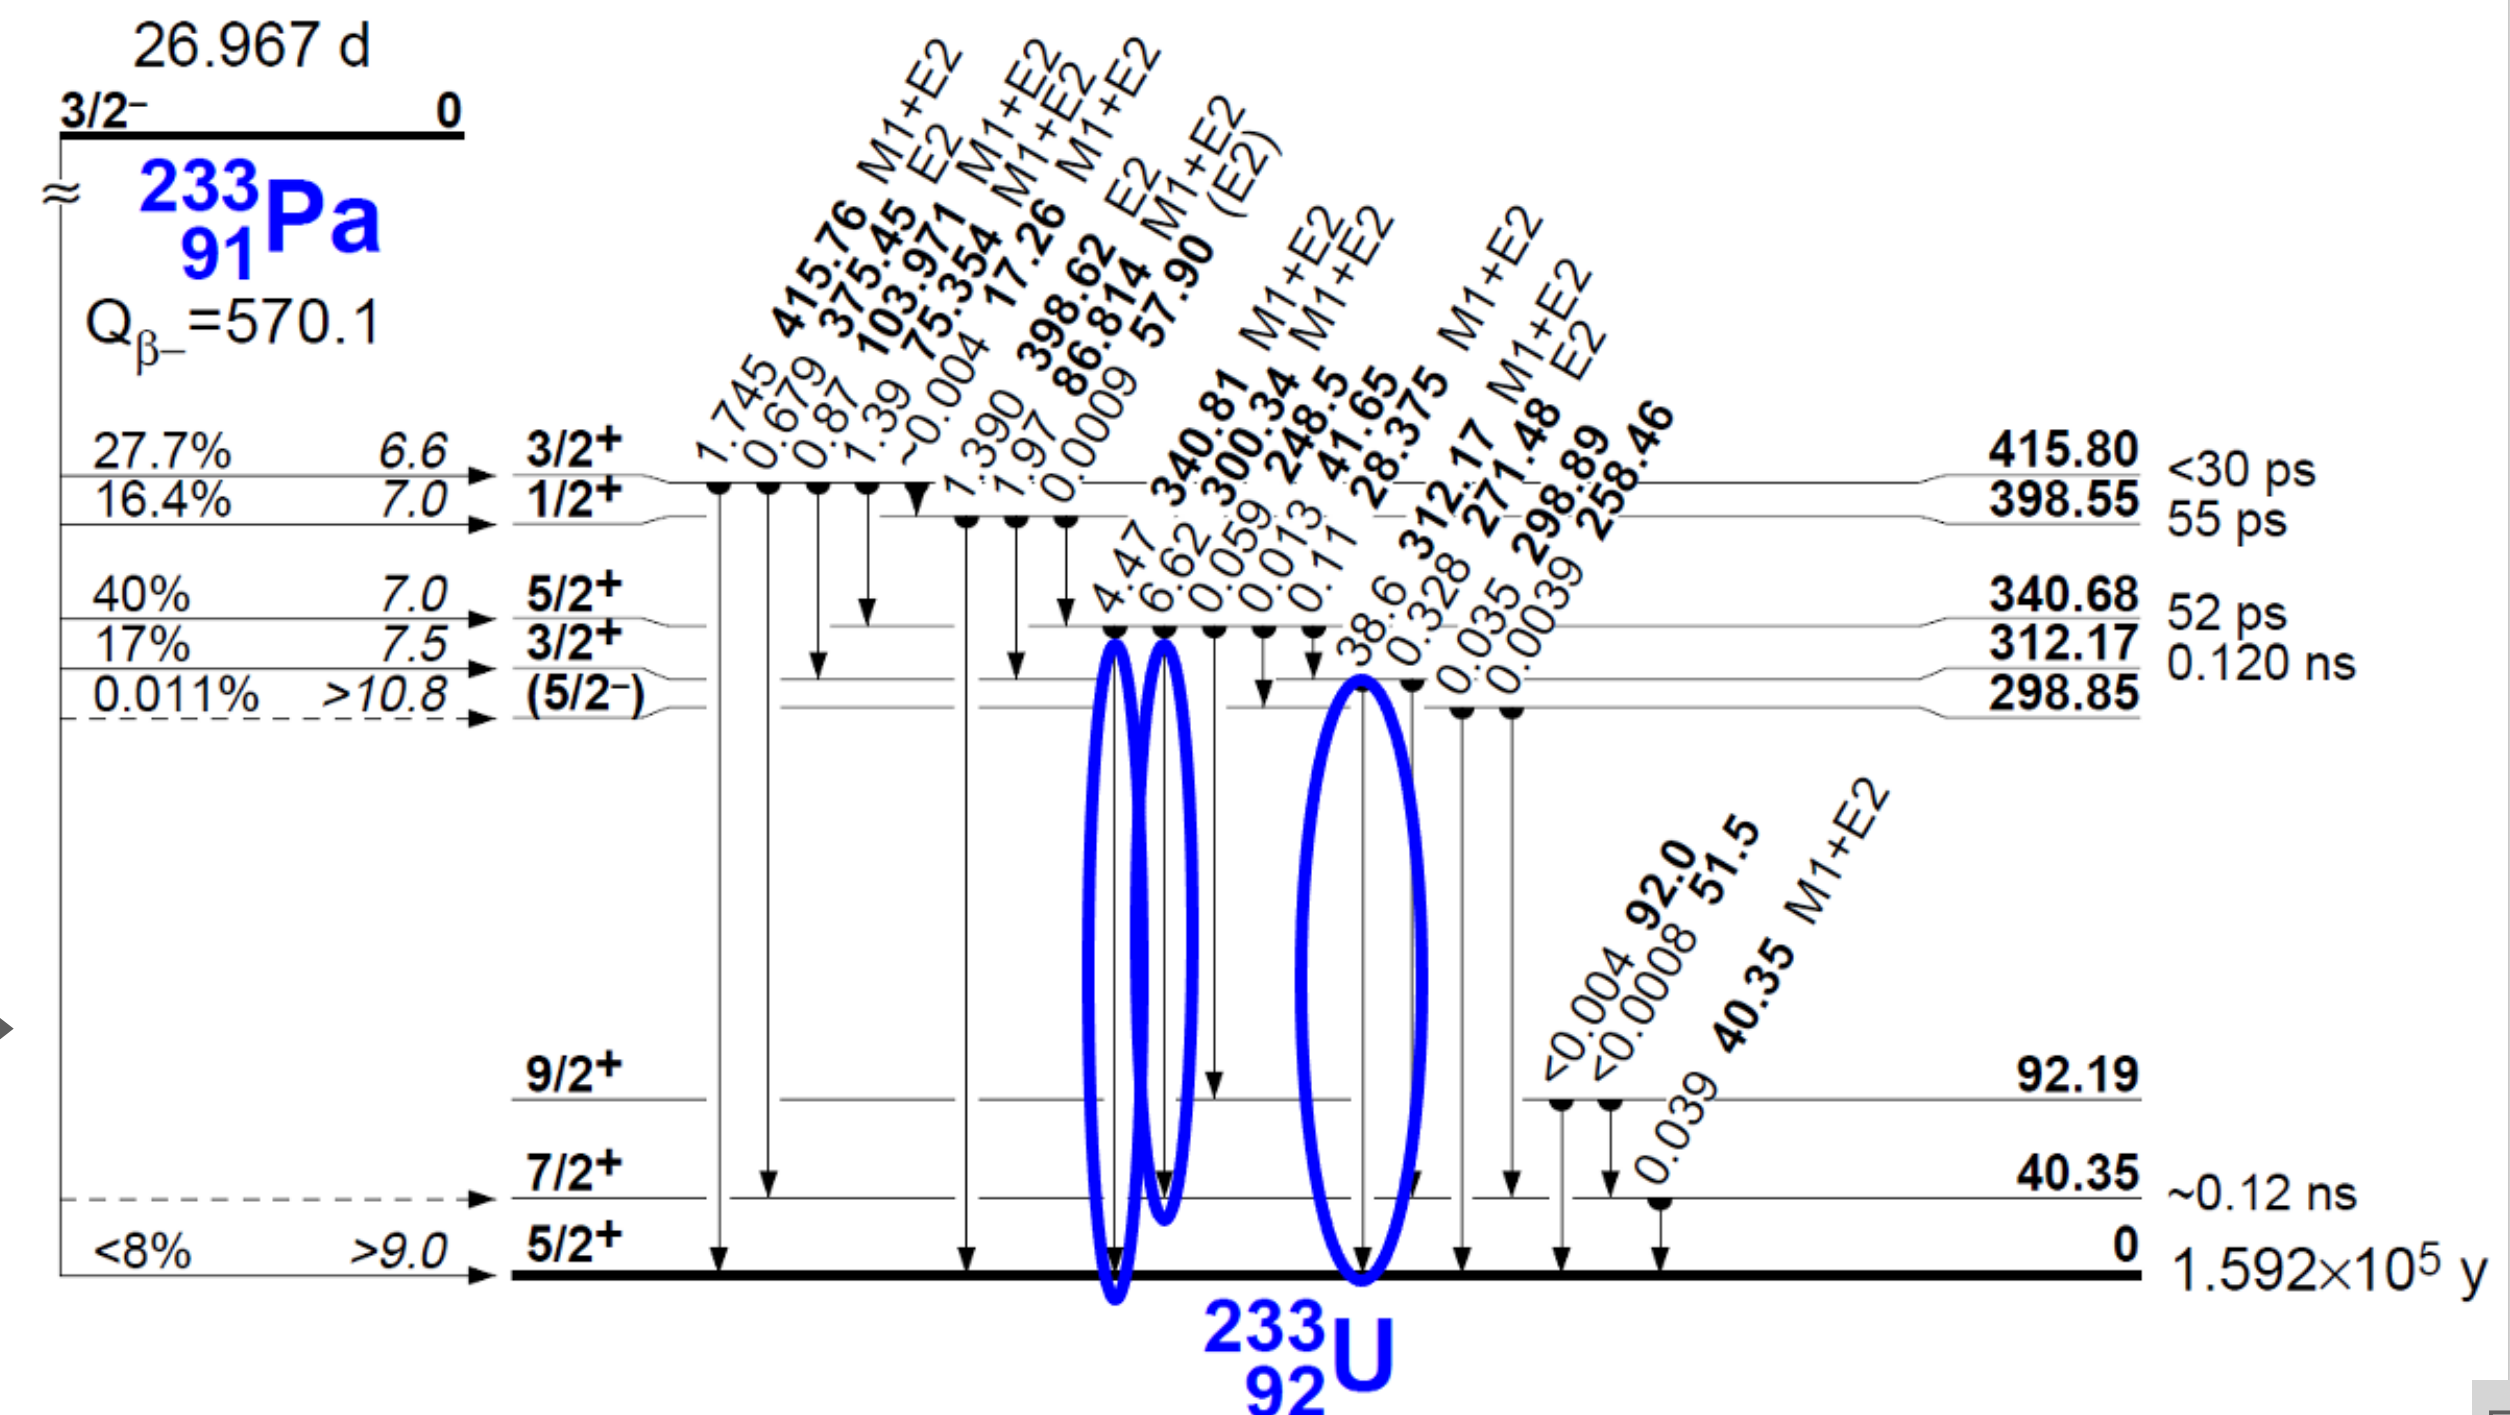 26.967 d
3/2– 0
≈
233
91Pa
Qβ– =570.1
1.745 415.76 M1+E2
0.679 375.45 E2
0.87 103.971 M1+E2
1.39 75.354 M1+E2
~0.004 17.26 M1+E2
1.390 398.62 E2
1.97 86.814 M1+E2
0.0009 57.90 (E2)
4.47 340.81 M1+E2
6.62 300.34 M1+E2
0.059 248.5
0.013 41.65
0.11 28.375 M1+E2
38.6 312.17 M1+E2
0.328 271.48 E2
0.035 298.89
0.0039 258.46
27.7% 6.6 3/2+ 415.80 <30 ps
16.4% 7.0 1/2+ 398.55 55 ps
40% 7.0 5/2+ 340.68 52 ps
17% 7.5 3/2+ 312.17 0.120 ns
0.011% >10.8 (5/2–) 298.85
<0.004 92.0
<0.0008 51.5
0.039 40.35 M1+E2
9/2+ 92.19
7/2+ 40.35 ~0.12 ns
<8% >9.0 5/2+ 0 1.592×10⁵ y
233
92U